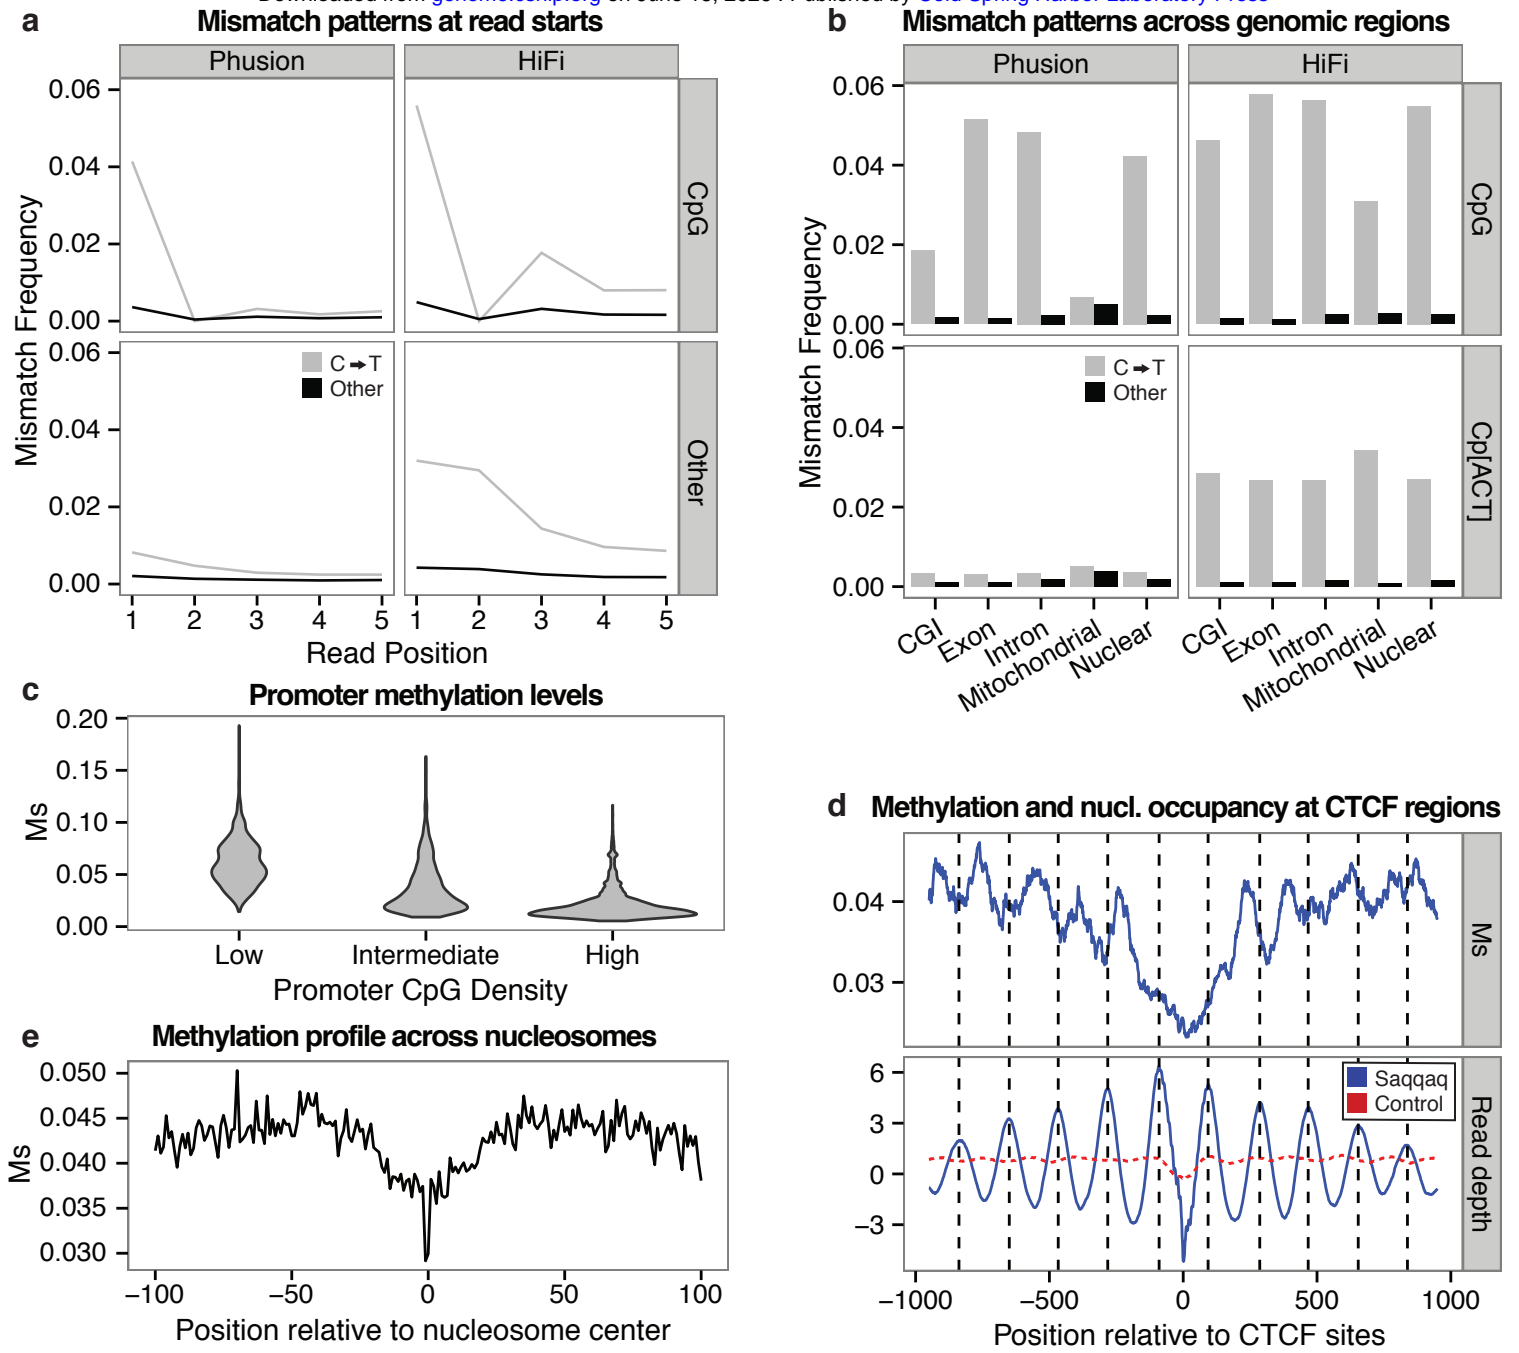 a
Mismatch patterns at read starts
Phusion
HiFi
Mismatch Frequency
0.06
0.04
0.02
0.00
CpG
0.06
0.04
0.02
0.00
C → T
Other
Other
1 2 3 4 5
1 2 3 4 5
Read Position
b
Mismatch patterns across genomic regions
Phusion
HiFi
Mismatch Frequency
0.06
0.04
0.02
0.00
CpG
0.06
0.04
0.02
0.00
C → T
Other
Cp[ACT]
CGI Exon Intron Mitochondrial Nuclear
CGI Exon Intron Mitochondrial Nuclear
c
Promoter methylation levels
Ms
0.20
0.15
0.10
0.05
0.00
Low Intermediate High
Promoter CpG Density
d
Methylation and nucl. occupancy at CTCF regions
0.04
0.03
Ms
6
3
0
−3
Saqqaq
Control
Read depth
−1000 −500 0 500 1000
Position relative to CTCF sites
e
Methylation profile across nucleosomes
Ms
0.050
0.045
0.040
0.035
0.030
−100 −50 0 50 100
Position relative to nucleosome center